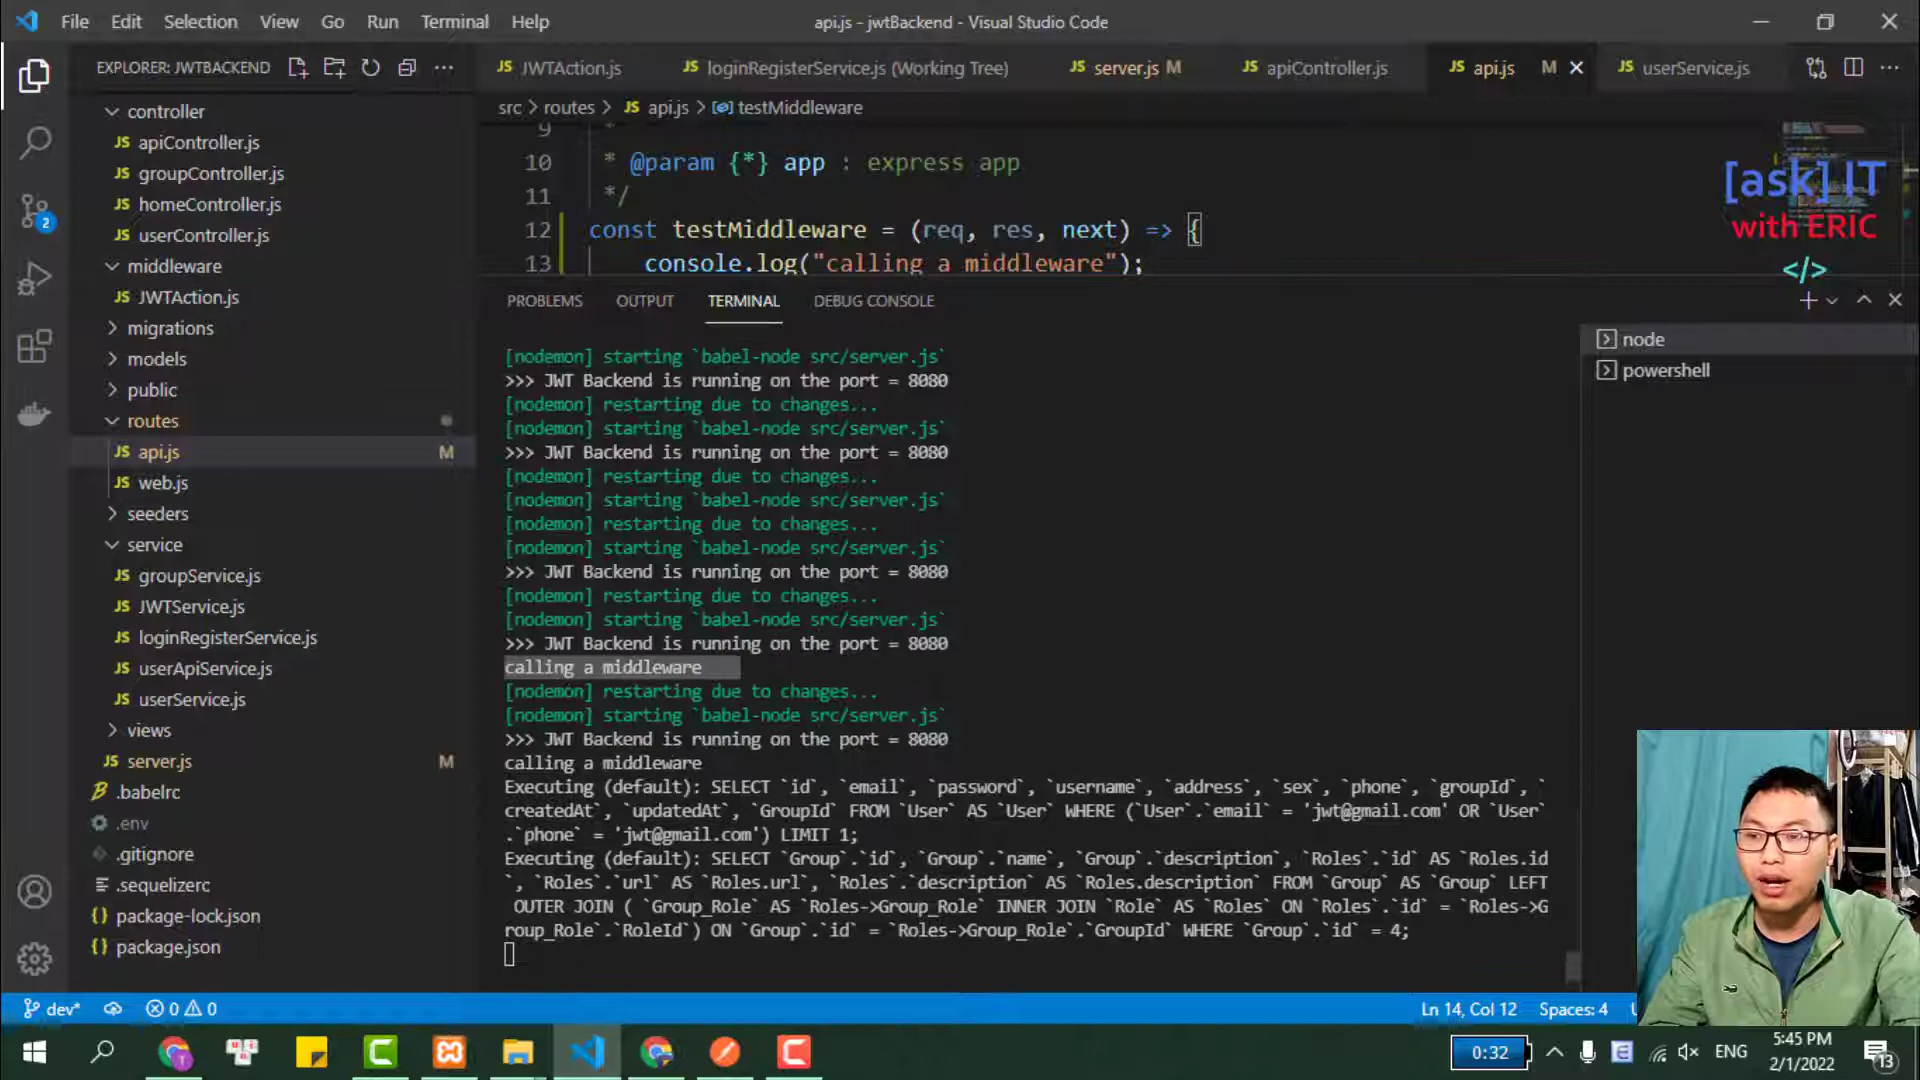 File Edit Selection View Go Run Terminal Help
api.js - jwtBackend - Visual Studio Code
EXPLORER: JWTBACKEND
controller
JS apiController.js
JS groupController.js
JS homeController.js
JS userController.js
middleware
JS JWTAction.js
migrations
models
public
routes
JS api.js M
JS web.js
seeders
service
JS groupService.js
JS JWTService.js
JS loginRegisterService.js
JS userApiService.js
JS userService.js
views
JS server.js M
.babelrc
.env
.gitignore
.sequelizerc
{} package-lock.json
{} package.json
2
JS JWTAction.js JS loginRegisterService.js (Working Tree) JS server.js M JS apiController.js JS api.js M JS userService.js
src > routes > JS api.js > testMiddleware
9 *
10 * @param {*} app : express app
11 */
12 const testMiddleware = (req, res, next) => {
13 console.log("calling a middleware");
[ask] IT
with ERIC
</>
PROBLEMS OUTPUT TERMINAL DEBUG CONSOLE
node
powershell
[nodemon] starting `babel-node src/server.js`
>>> JWT Backend is running on the port = 8080
[nodemon] restarting due to changes...
[nodemon] starting `babel-node src/server.js`
>>> JWT Backend is running on the port = 8080
[nodemon] restarting due to changes...
[nodemon] starting `babel-node src/server.js`
[nodemon] restarting due to changes...
[nodemon] starting `babel-node src/server.js`
>>> JWT Backend is running on the port = 8080
[nodemon] restarting due to changes...
[nodemon] starting `babel-node src/server.js`
>>> JWT Backend is running on the port = 8080
calling a middleware
[nodemon] restarting due to changes...
[nodemon] starting `babel-node src/server.js`
>>> JWT Backend is running on the port = 8080
calling a middleware
Executing (default): SELECT `id`, `email`, `password`, `username`, `address`, `sex`, `phone`, `groupId`, `
createdAt`, `updatedAt`, `GroupId` FROM `User` AS `User` WHERE (`User`.`email` = 'jwt@gmail.com' OR `User`
.`phone` = 'jwt@gmail.com') LIMIT 1;
Executing (default): SELECT `Group`.`id`, `Group`.`name`, `Group`.`description`, `Roles`.`id` AS `Roles.id
`, `Roles`.`url` AS `Roles.url`, `Roles`.`description` AS `Roles.description` FROM `Group` AS `Group` LEFT
OUTER JOIN ( `Group_Role` AS `Roles->Group_Role` INNER JOIN `Role` AS `Roles` ON `Roles`.`id` = `Roles->G
roup_Role`.`RoleId`) ON `Group`.`id` = `Roles->Group_Role`.`GroupId` WHERE `Group`.`id` = 4;
dev* 0 0 Ln 14, Col 12 Spaces: 4
0:32 ENG 5:45 PM
2/1/2022
13